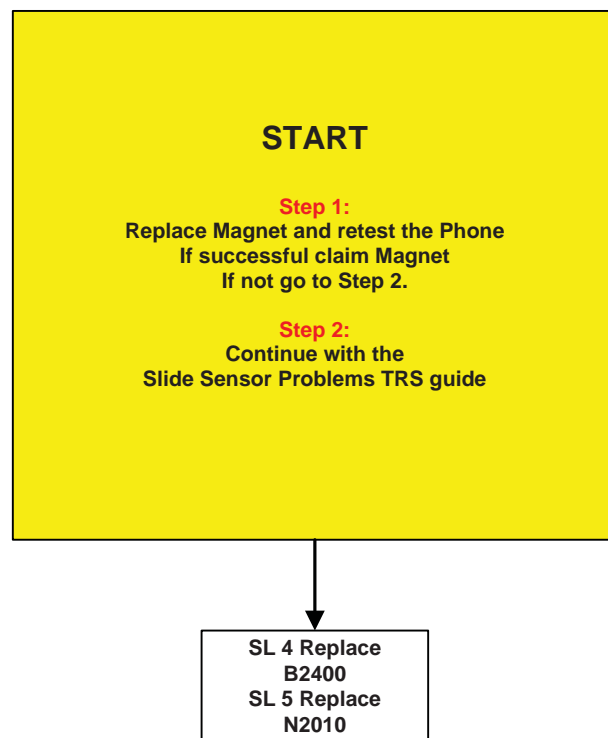 START
Step 1:
Replace Magnet and retest the Phone
If successful claim Magnet
If not go to Step 2.
Step 2:
Continue with the
Slide Sensor Problems TRS guide
SL 4 Replace
B2400
SL 5 Replace
N2010